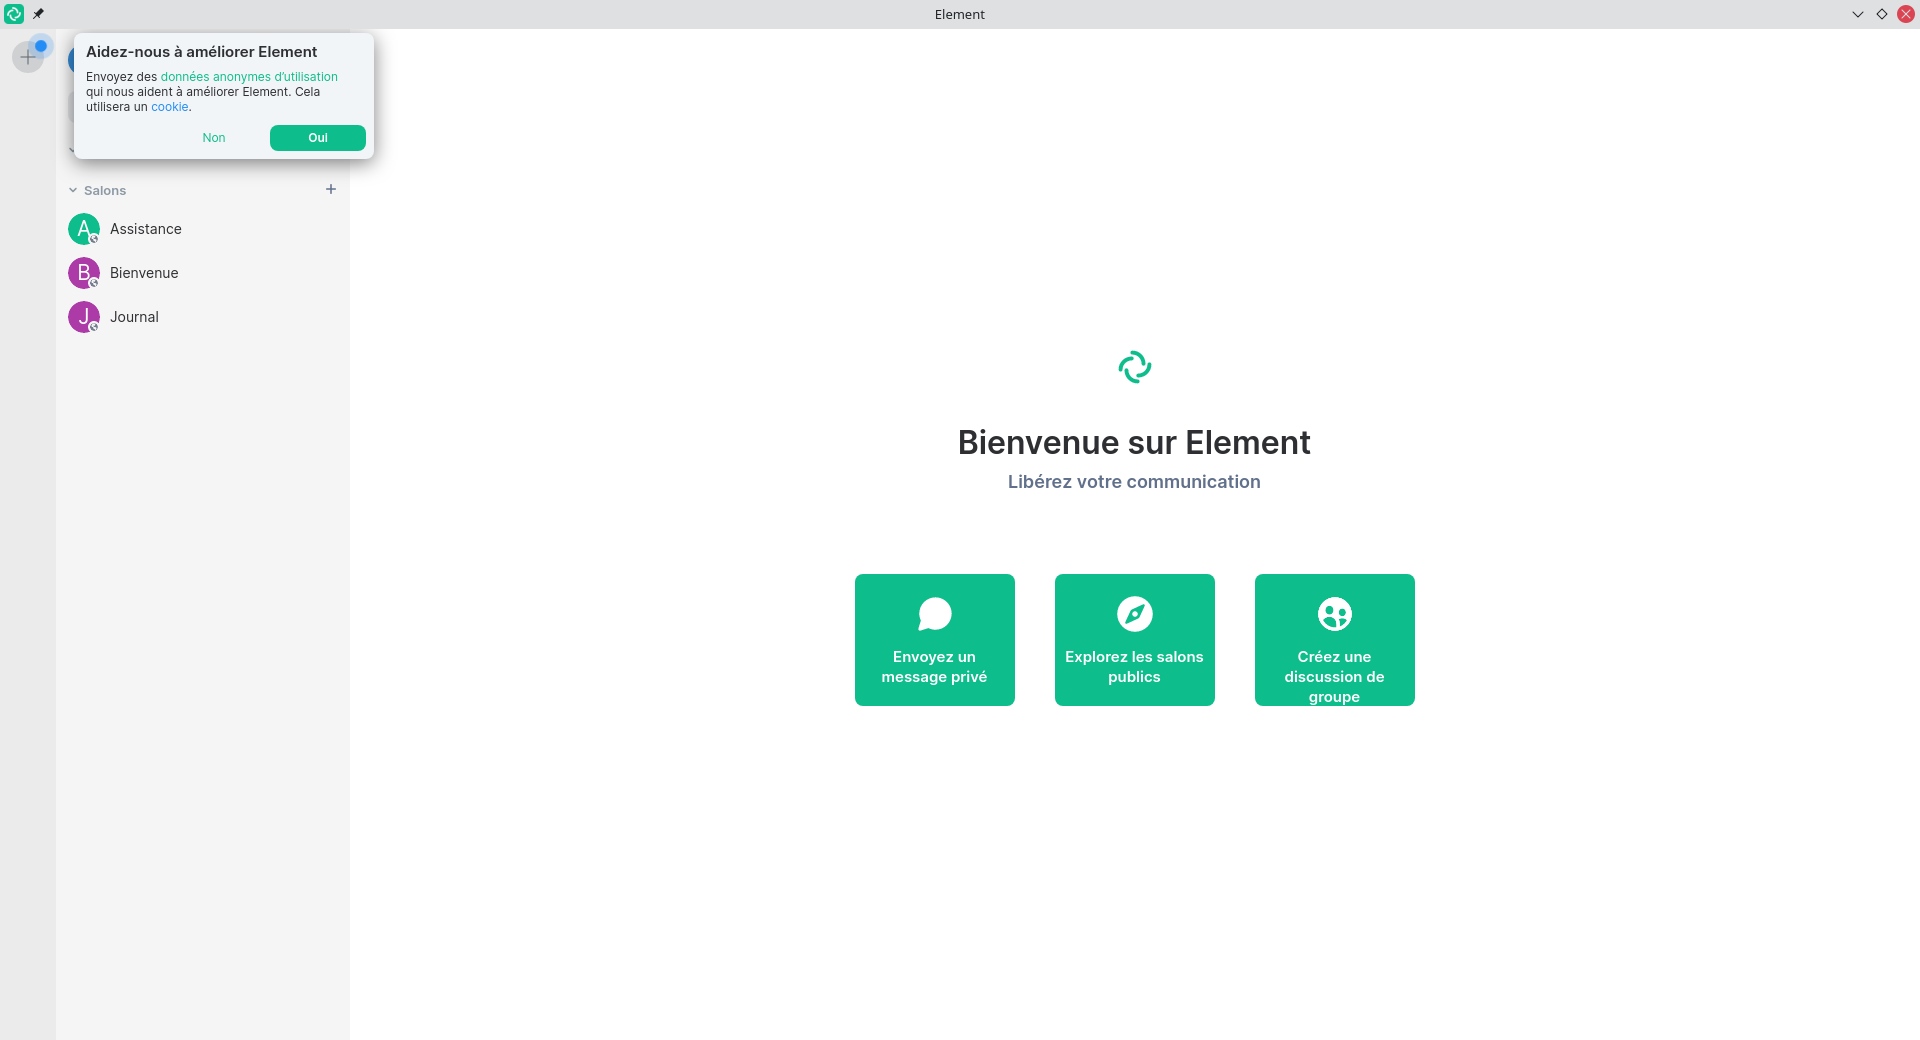 Element
Aidez-nous à améliorer Element
Envoyez des données anonymes d’utilisation
qui nous aident à améliorer Element. Cela
utilisera un cookie.
Non
Oui
Salons
A
Assistance
B
Bienvenue
J
Journal
Bienvenue sur Element
Libérez votre communication
Envoyez un
message privé
Explorez les salons
publics
Créez une
discussion de
groupe